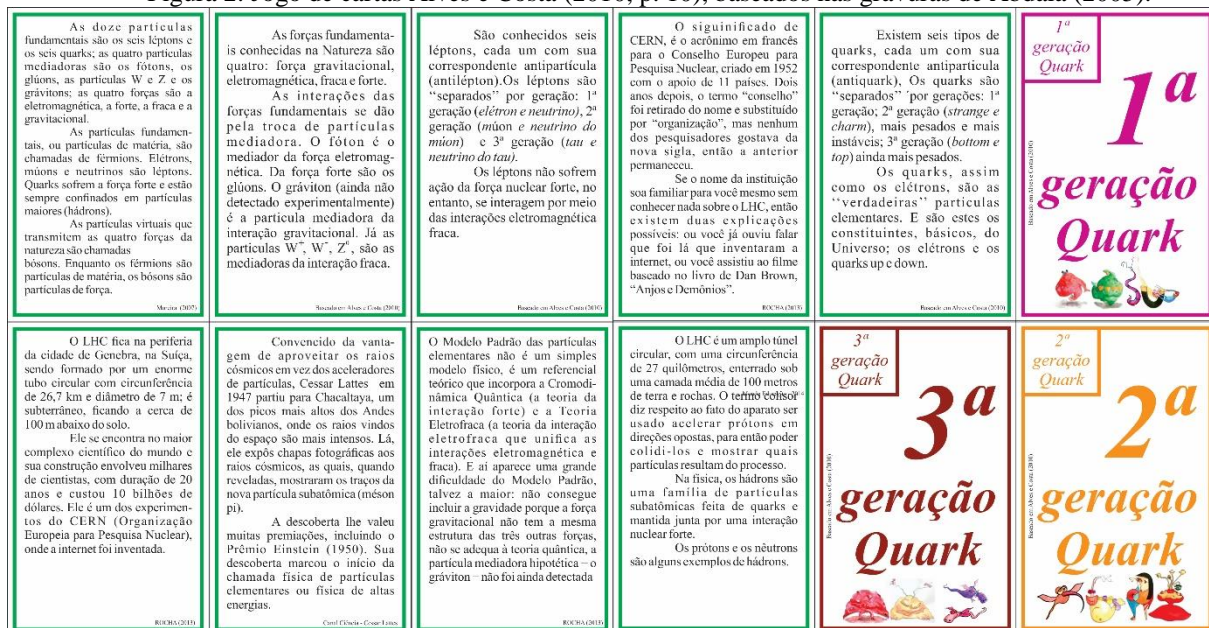 Figura 2: Jogo de cartas Alves e Costa (2010, p. 10), baseados nas gravuras de Abdala (2005).
As doze partículas
fundamentais são os seis léptons e
os seis quarks; as quatro partículas
mediadoras são os fótons, os
glúons, as partículas W e Z e os
grávitons; as quatro forças são a
eletromagnética, a forte, a fraca e a
gravitacional.
As partículas fundamen-
tais, ou partículas de matéria, são
chamadas de férmions. Elétrons,
múons e neutrinos são léptons.
Quarks sofrem a força forte e estão
sempre confinados em partículas
maiores (hádrons).
As partículas virtuais que
transmitem as quatro forças da
natureza são chamadas
bósons. Enquanto os férmions são
partículas de matéria, os bósons são
partículas de força.
Moreira (2007)
As forças fundamenta-
is conhecidas na Natureza são
quatro: força gravitacional,
eletromagnética, fraca e forte.
As interações das
forças fundamentais se dão
pela troca de partículas
mediadora. O fóton é o
mediador da força eletromag-
nética. Da força forte são os
glúons. O gráviton (ainda não
detectado experimentalmente)
é a partícula mediadora da
interação gravitacional. Já as
partículas W⁺, W⁻, Z⁰, são as
mediadoras da interação fraca.
Baseada em Alves e Costa (2010)
São conhecidos seis
léptons, cada um com sua
correspondente antipartícula
(antilépton).Os léptons são
‘‘separados’’ por geração: 1ª
geração (elétron e neutrino), 2ª
geração (múon e neutrino do
múon) e 3ª geração (tau e
neutrino do tau).
Os léptons não sofrem
ação da força nuclear forte, no
entanto, se interagem por meio
das interações eletromagnética
fraca.
Baseado em Alves e Costa (2010)
O siguinificado de
CERN, é o acrônimo em francês
para o Conselho Europeu para
Pesquisa Nuclear, criado em 1952
com o apoio de 11 países. Dois
anos depois, o termo “conselho”
foi retirado do nome e substituído
por “organização”, mas nenhum
dos pesquisadores gostava da
nova sigla, então a anterior
permaneceu.
Se o nome da instituição
soa familiar para você mesmo sem
conhecer nada sobre o LHC, então
existem duas explicações
possíveis: ou você já ouviu falar
que foi lá que inventaram a
internet, ou você assistiu ao filme
baseado no livro de Dan Brown,
“Anjos e Demônios”.
ROCHA (2013)
Existem seis tipos de
quarks, cada um com sua
correspondente antipartícula
(antiquark). Os quarks são
‘‘separados’’ por gerações: 1ª
geração; 2ª geração (strange e
charm), mais pesados e mais
instáveis; 3ª geração (bottom e
top) ainda mais pesados.
Os quarks, assim
como os elétrons, são as
‘‘verdadeiras’’ partículas
elementares. E são estes os
constituintes, básicos, do
Universo; os elétrons e os
quarks up e down.
Baseado em Alves e Costa (2010)
1ª
geração
Quark
1ª
geração
Quark
Baseado em Alves e Costa (2010)
O LHC fica na periferia
da cidade de Genebra, na Suíça,
sendo formado por um enorme
tubo circular com circunferência
de 26,7 km e diâmetro de 7 m; é
subterrâneo, ficando a cerca de
100 m abaixo do solo.
Ele se encontra no maior
complexo científico do mundo e
sua construção envolveu milhares
de cientistas, com duração de 20
anos e custou 10 bilhões de
dólares. Ele é um dos experimen-
tos do CERN (Organização
Europeia para Pesquisa Nuclear),
onde a internet foi inventada.
ROCHA (2013)
Convencido da vanta-
gem de aproveitar os raios
cósmicos em vez dos aceleradores
de partículas, Cessar Lattes em
1947 partiu para Chacaltaya, um
dos picos mais altos dos Andes
bolivianos, onde os raios vindos
do espaço são mais intensos. Lá,
ele expôs chapas fotográficas aos
raios cósmicos, as quais, quando
reveladas, mostraram os traços da
nova partícula subatômica (méson
pi).
A descoberta lhe valeu
muitas premiações, incluindo o
Prêmio Einstein (1950). Sua
descoberta marcou o início da
chamada física de partículas
elementares ou física de altas
energias.
Canal Ciência - Cessar Lates
O Modelo Padrão das partículas
elementares não é um simples
modelo físico, é um referencial
teórico que incorpora a Cromodi-
nâmica Quântica (a teoria da
interação forte) e a Teoria
Eletrofraca (a teoria da interação
eletrofraca que unifica as
interações eletromagnética e
fraca). E aí aparece uma grande
dificuldade do Modelo Padrão,
talvez a maior: não consegue
incluir a gravidade porque a força
gravitacional não tem a mesma
estrutura das três outras forças,
não se adequa à teoria quântica, a
partícula mediadora hipotética – o
gráviton – não foi ainda detectada
ROCHA (2013)
O LHC é um amplo túnel
circular, com uma circunferência
de 27 quilômetros, enterrado sob
uma camada média de 100 metros
de terra e rochas. O termo colisor
diz respeito ao fato do aparato ser
usado acelerar prótons em
direções opostas, para então poder
colidi-los e mostrar quais
partículas resultam do processo.
Na física, os hádrons são
uma família de partículas
subatômicas feita de quarks e
mantida junta por uma interação
nuclear forte.
Os prótons e os nêutrons
são alguns exemplos de hádrons.
3ª
geração
Quark
3ª
geração
Quark
Baseado em Alves e Costa (2010)
2ª
geração
Quark
2ª
geração
Quark
Baseado em Alves e Costa (2010)